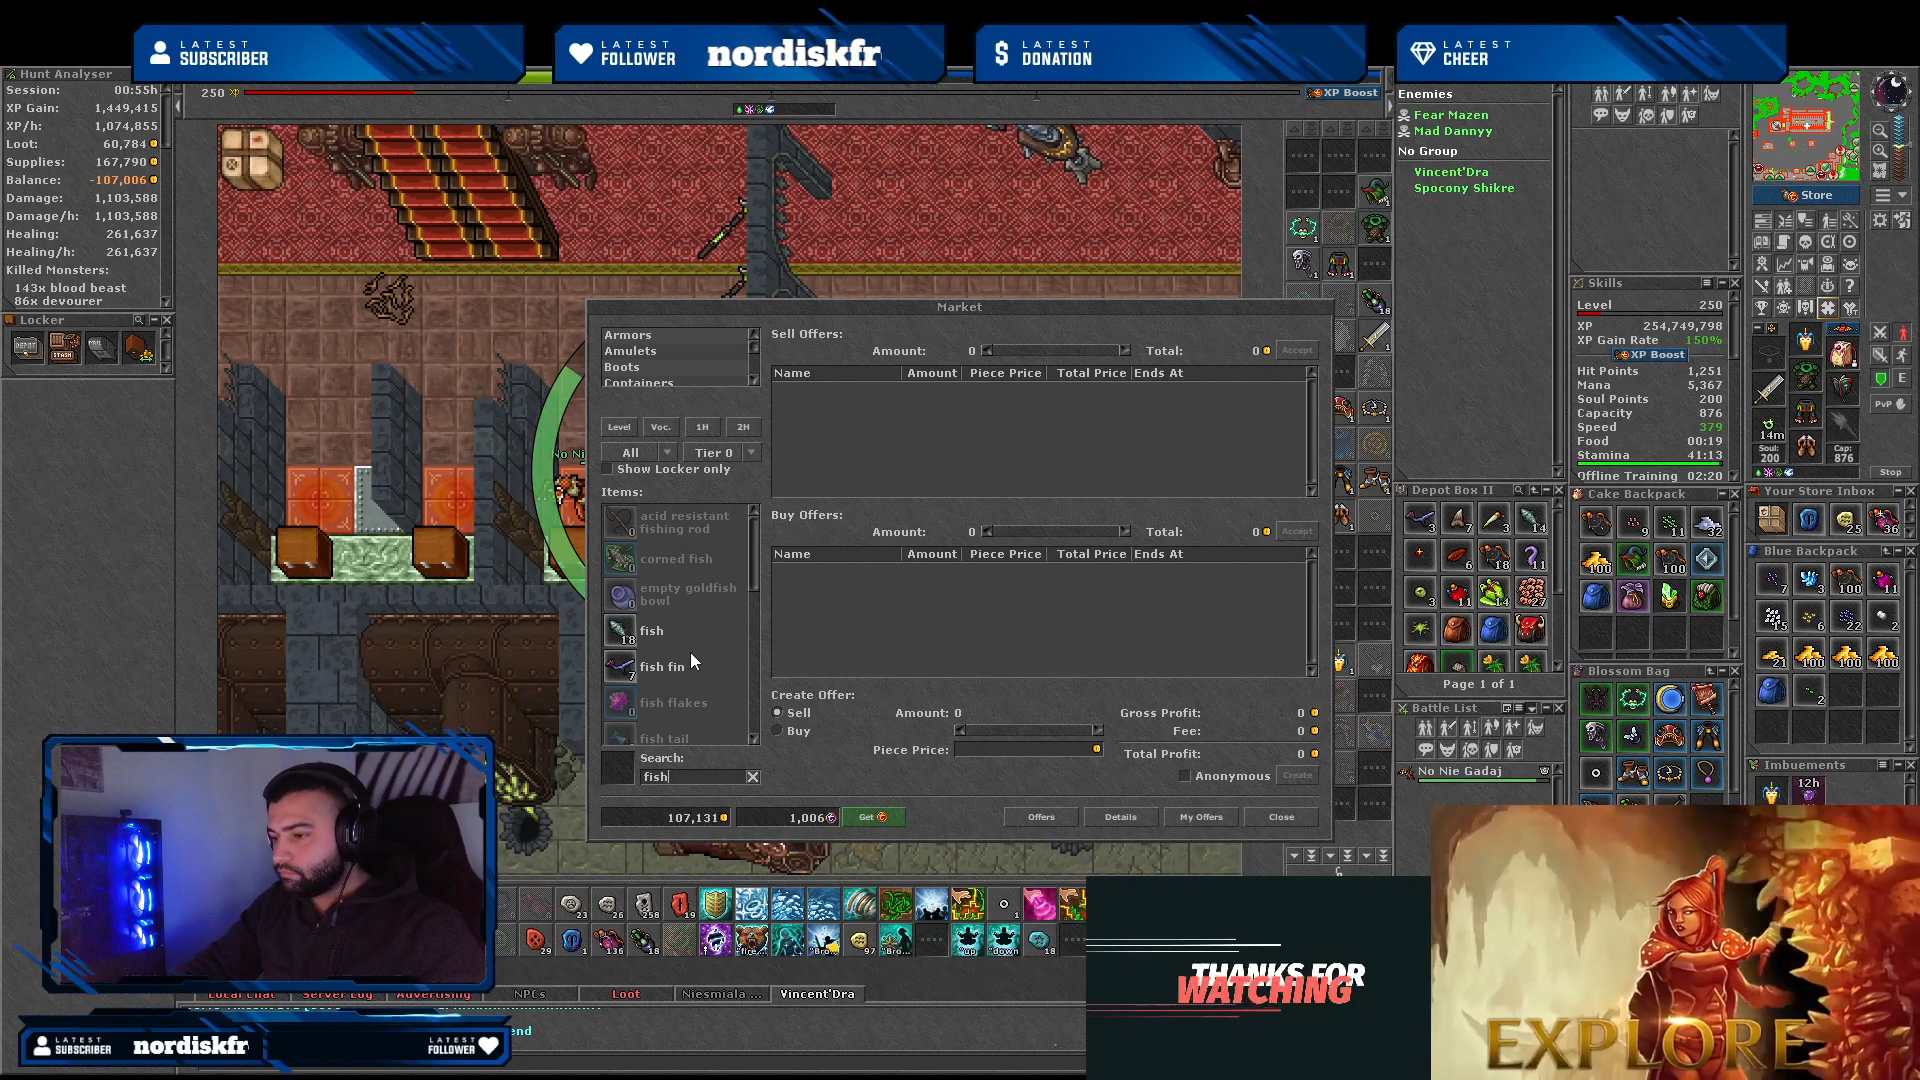 LATEST
SUBSCRIBER
LATEST
FOLLOWER
nordiskfr
LATEST
DONATION
LATEST
CHEER
Hunt Analyser
Session: 00:55h
XP Gain: 1,449,415
XP/h: 1,074,855
Loot: 60,784
Supplies: 167,790
Balance: -107,006
Damage: 1,103,588
Damage/h: 1,103,588
Healing: 261,637
Healing/h: 261,637
Killed Monsters:
143x blood beast
86x devourer
Locker
250
XP Boost
Market
Armors
Amulets
Boots
Containers
Level Voc. 1H 2H
All Tier 0
Show Locker only
Items:
acid resistant
fishing rod
0
corned fish
0
empty goldfish
bowl
0
fish
18
fish fin
7
fish flakes
0
fish tail
Search:
fish
Sell Offers:
Amount: 0 Total: 0 Accept
Name Amount Piece Price Total Price Ends At
Buy Offers:
Amount: 0 Total: 0 Accept
Name Amount Piece Price Total Price Ends At
Create Offer:
Sell
Buy
Amount: 0
Piece Price:
Gross Profit: 0
Fee: 0
Total Profit: 0
Anonymous Create
107,131 1,006 Get Offers Details My Offers Close
Enemies
Fear Mazen
Mad Dannyy
No Group
Vincent'Dra
Spocony Shikre
Store
Skills
Level 250
XP 254,749,798
XP Gain Rate 150%
XP Boost
Hit Points 1,251
Mana 5,367
Soul Points 200
Capacity 876
Speed 379
Food 00:19
Stamina 41:13
Offline Training 02:20
14m
Soul:
200
Cap:
876
PvP
Stop
Depot Box II
Page 1 of 1
Battle List
No Nie Gadaj
Cake Backpack
Blossom Bag
Your Store Inbox
Blue Backpack
Imbuements
12h
Local Chat Server Log Advertising NPCs Loot Niesmiala ... Vincent'Dra
end
LATEST
SUBSCRIBER
nordiskfr
LATEST
FOLLOWER
THANKS FOR
WATCHING
EXPLORE